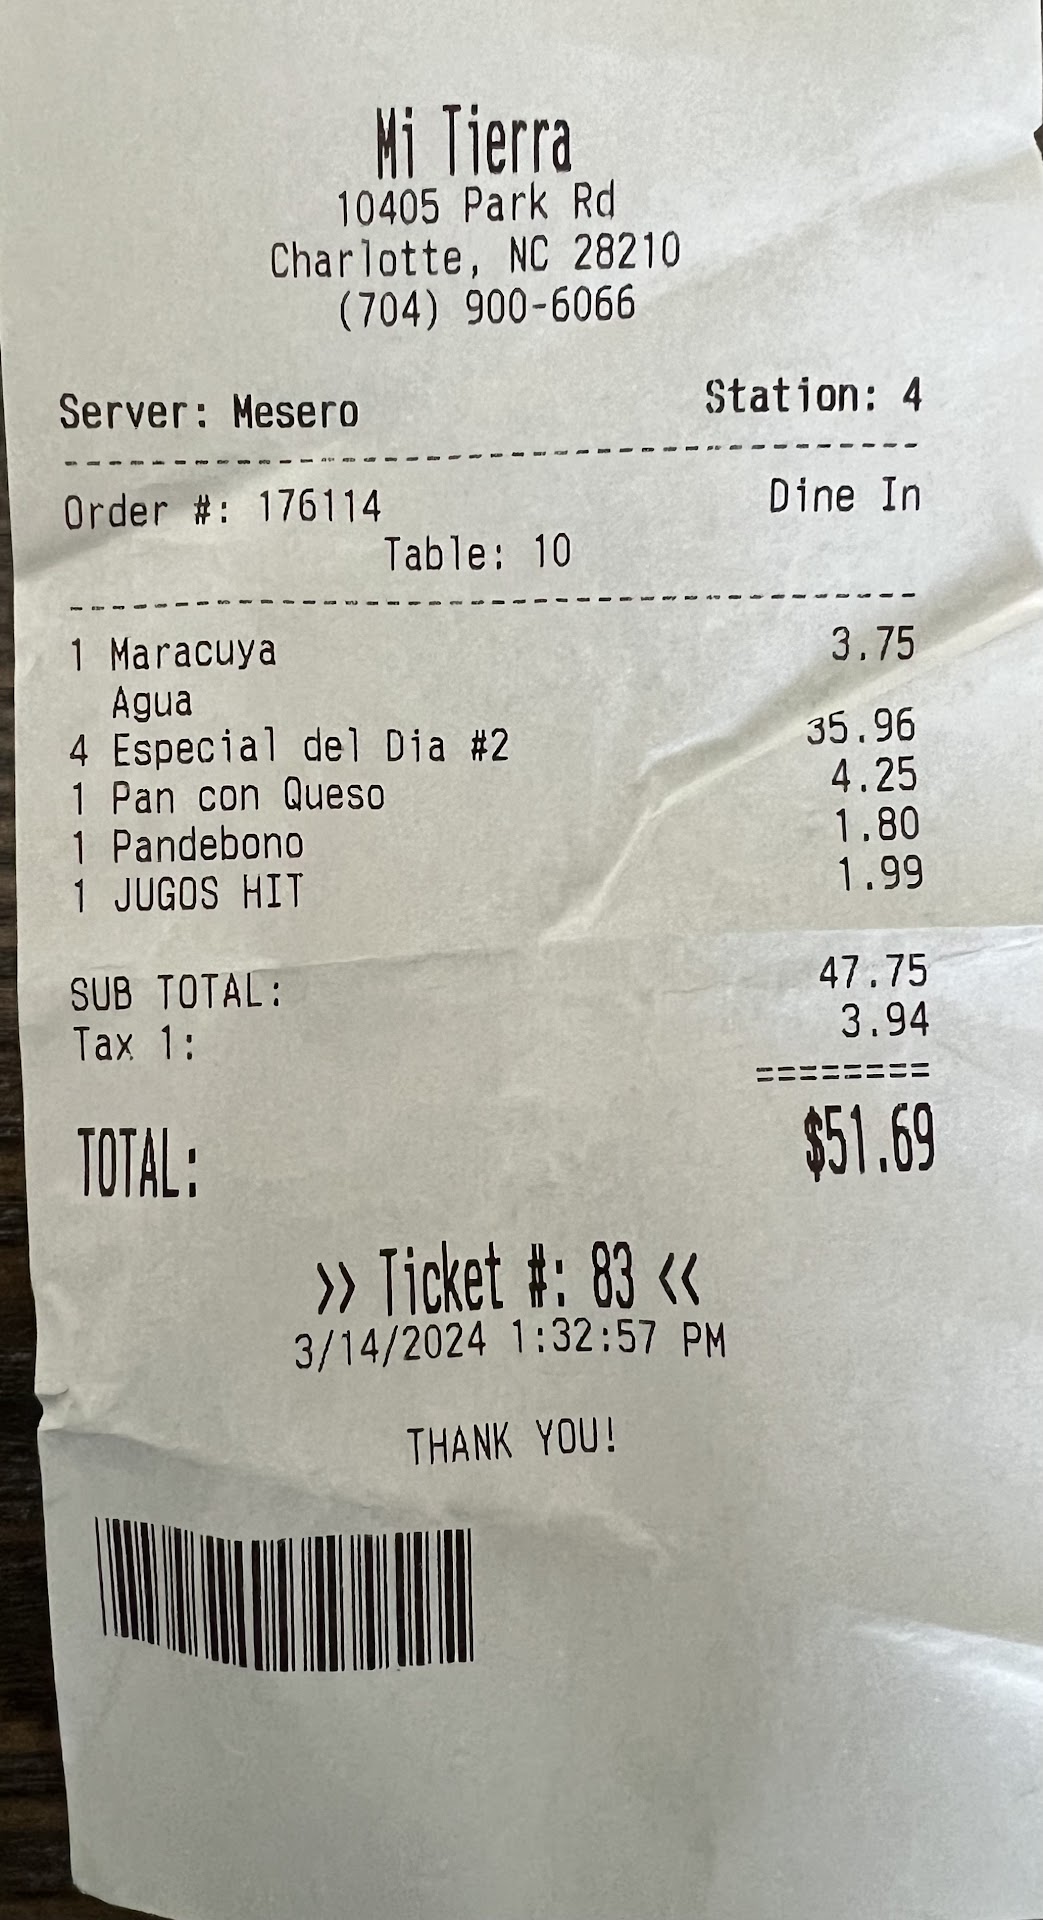 Mi Tierra
10405 Park Rd
Charlotte, NC 28210
(704) 900-6066
Server: Mesero Station: 4
Order #: 176114 Dine In
Table: 10
1 Maracuya 3.75
Agua
4 Especial del Dia #2 35.96
1 Pan con Queso 4.25
1 Pandebono 1.80
1 JUGOS HIT 1.99
SUB TOTAL: 47.75
Tax 1: 3.94
========
TOTAL: $51.69
>> Ticket #: 83 <<
3/14/2024 1:32:57 PM
THANK YOU!